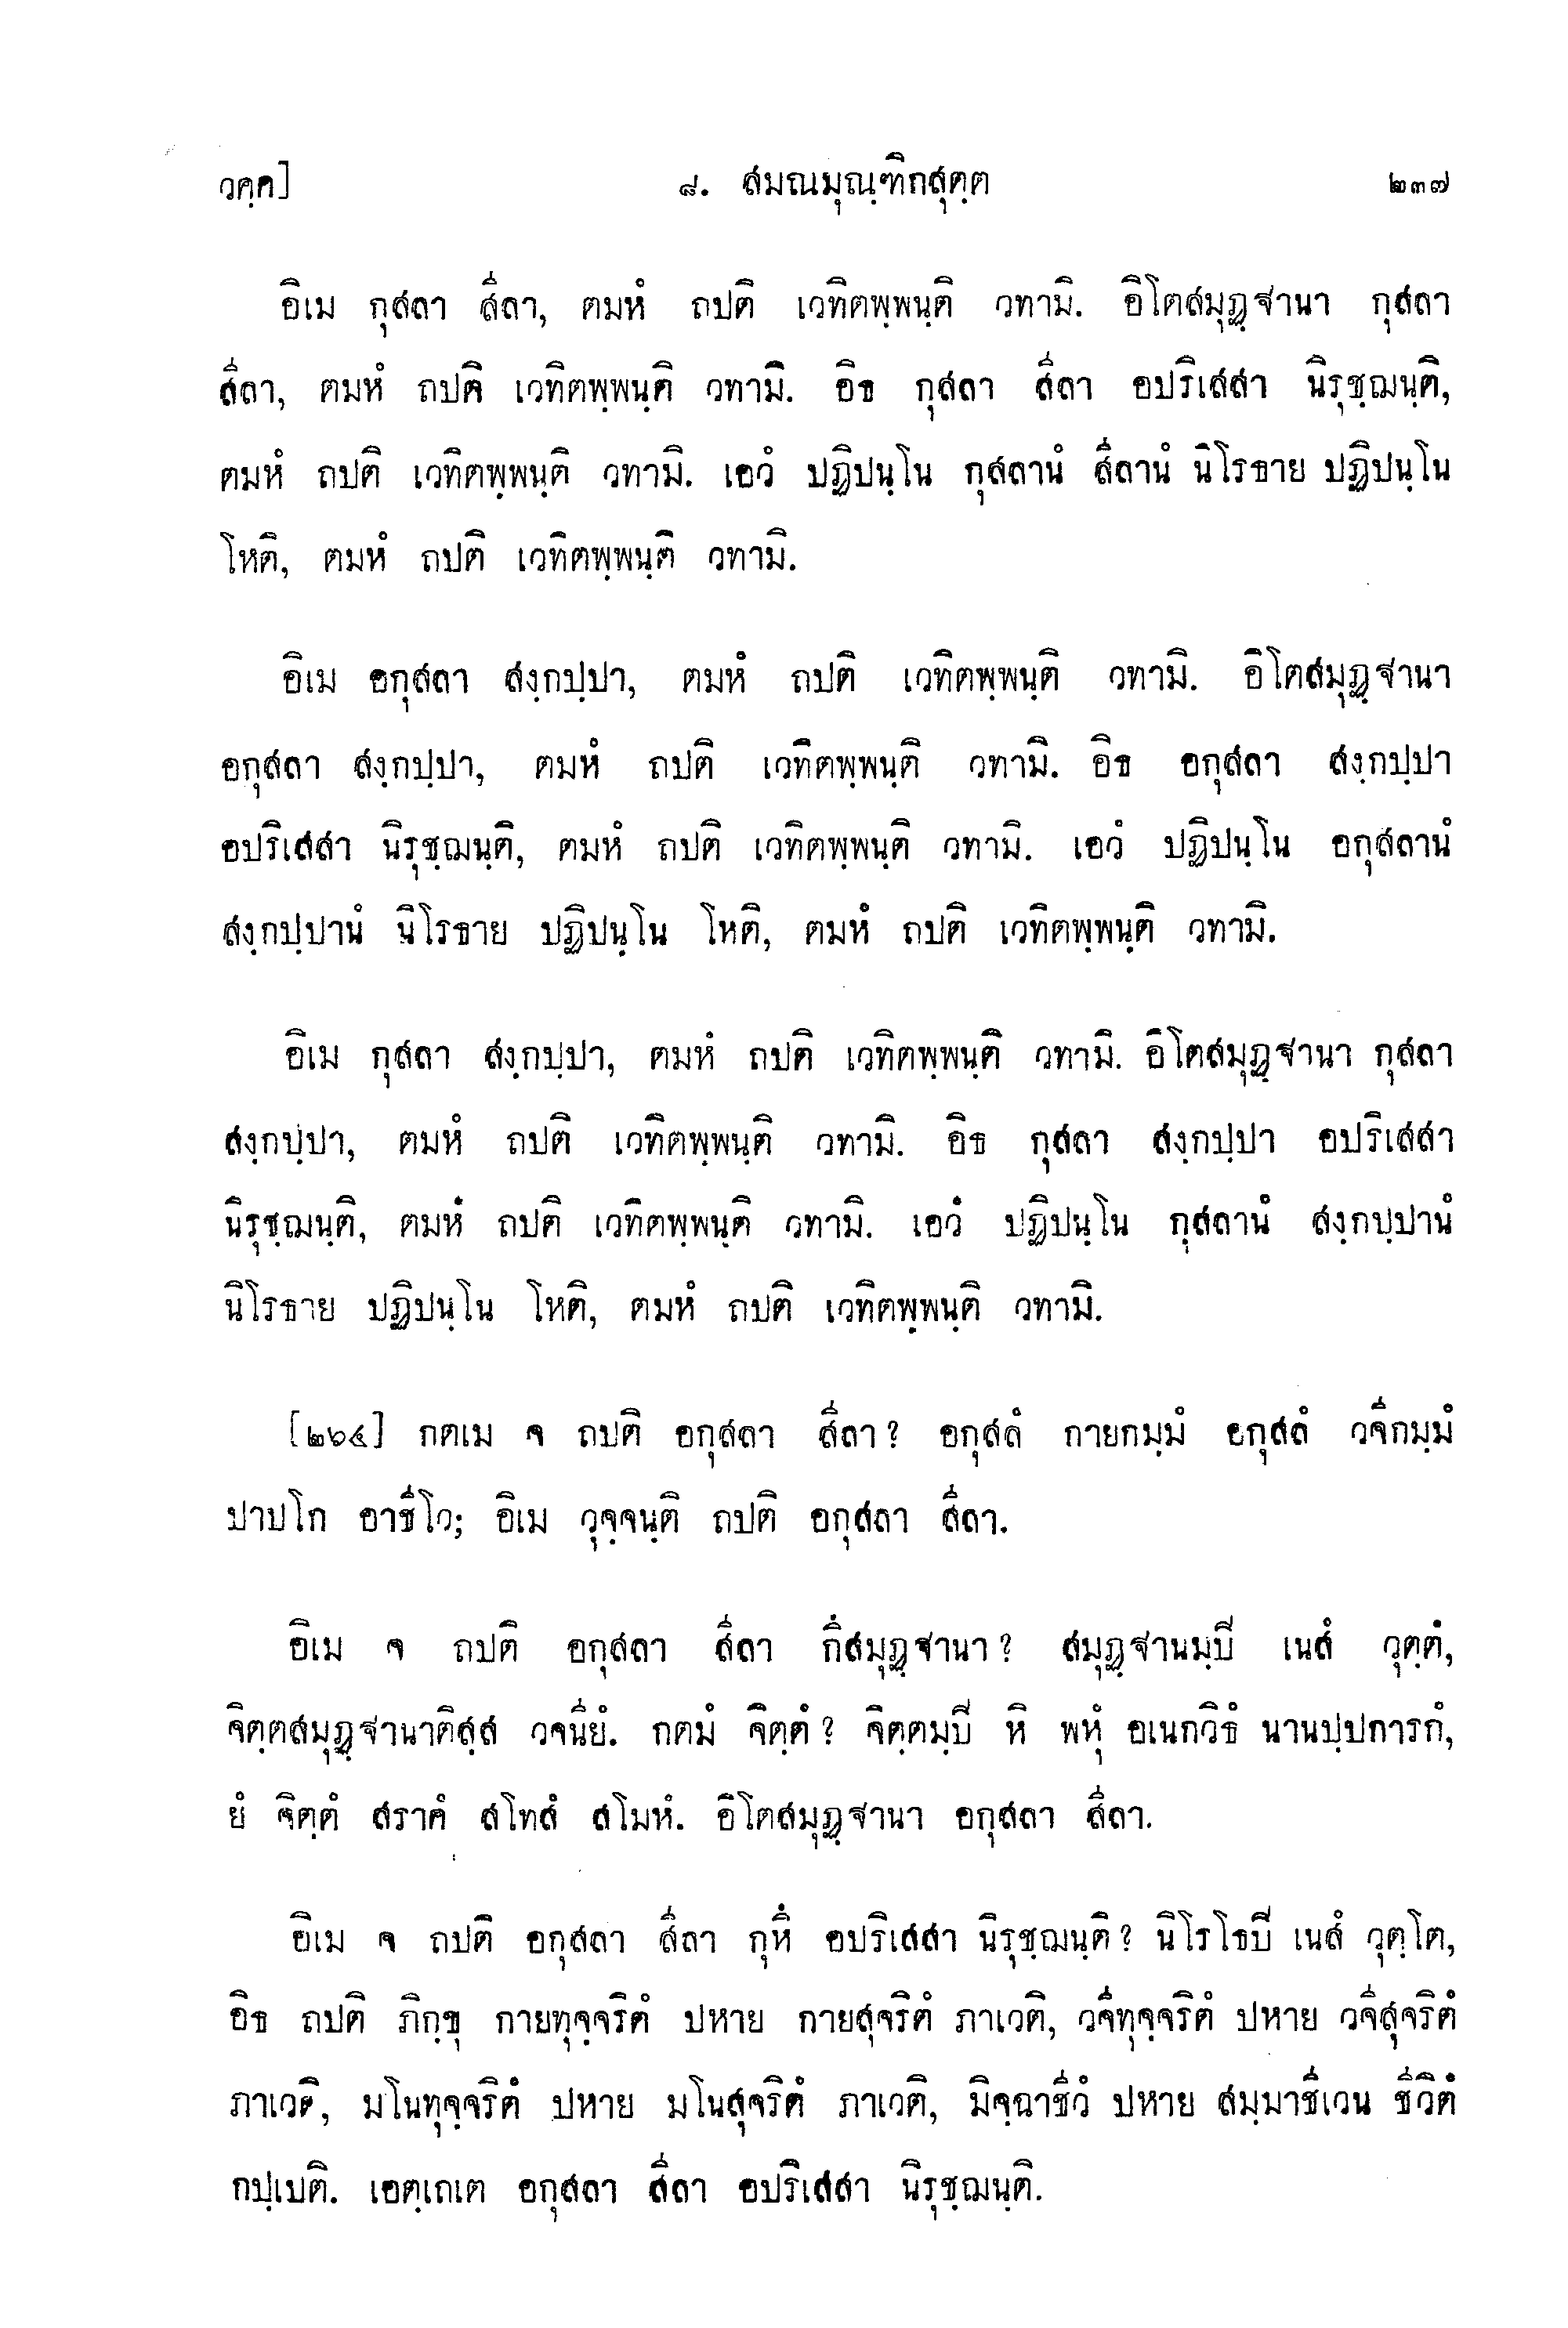 วคฺค] ๘. สมณมุณฺฑิกสุตฺต ๒๓๗
อิเม กุสลา สีลา, ตมหํ ถปติ เวทิตพฺพนฺติ วทามิ. อิโตสมุฏฺฐานา กุสลา
สีลา, ตมหํ ถปติ เวทิตพฺพนฺติ วทามิ. อิธ กุสลา สีลา อปริเสสา นิรุชฺฌนฺติ,
ตมหํ ถปติ เวทิตพฺพนฺติ วทามิ. เอวํ ปฏิปนฺโน กุสลานํ สีลานํ นิโรธาย ปฏิปนฺโน
โหติ, ตมหํ ถปติ เวทิตพฺพนฺติ วทามิ.
อิเม อกุสลา สงฺกปฺปา, ตมหํ ถปติ เวทิตพฺพนฺติ วทามิ. อิโตสมุฏฺฐานา
อกุสลา สงฺกปฺปา, ตมหํ ถปติ เวทิตพฺพนฺติ วทามิ. อิธ อกุสลา สงฺกปฺปา
อปริเสสา นิรุชฺฌนฺติ, ตมหํ ถปติ เวทิตพฺพนฺติ วทามิ. เอวํ ปฏิปนฺโน อกุสลานํ
สงฺกปฺปานํ นิโรธาย ปฏิปนฺโน โหติ, ตมหํ ถปติ เวทิตพฺพนฺติ วทามิ.
อิเม กุสลา สงฺกปฺปา, ตมหํ ถปติ เวทิตพฺพนฺติ วทามิ. อิโตสมุฏฺฐานา กุสลา
สงฺกปฺปา, ตมหํ ถปติ เวทิตพฺพนฺติ วทามิ. อิธ กุสลา สงฺกปฺปา อปริเสสา
นิรุชฺฌนฺติ, ตมหํ ถปติ เวทิตพฺพนฺติ วทามิ. เอวํ ปฏิปนฺโน กุสลานํ สงฺกปฺปานํ
นิโรธาย ปฏิปนฺโน โหติ, ตมหํ ถปติ เวทิตพฺพนฺติ วทามิ.
[๒๖๔] กตเม จ ถปติ อกุสลา สีลา? อกุสลํ กายกมฺมํ อกุสลํ วจีกมฺมํ
ปาปโก อาชีโว; อิเม วุจฺจนฺติ ถปติ อกุสลา สีลา.
อิเม จ ถปติ อกุสลา สีลา กึสมุฏฺฐานา? สมุฏฺฐานมฺปิ เนสํ วุตฺตํ,
จิตฺตสมุฏฺฐานาติสฺส วจนียํ. กตมํ จิตฺตํ? จิตฺตมฺปิ หิ พหุํ อเนกวิธํ นานปฺปการกํ,
ยํ จิตฺตํ สราคํ สโทสํ สโมหํ. อิโตสมุฏฺฐานา อกุสลา สีลา.
อิเม จ ถปติ อกุสลา สีลา กุหึ อปริเสสา นิรุชฺฌนฺติ? นิโรโธปิ เนสํ วุตฺโต,
อิธ ถปติ ภิกฺขุ กายทุจฺจริตํ ปหาย กายสุจริตํ ภาเวติ, วจีทุจฺจริตํ ปหาย วจีสุจริตํ
ภาเวติ, มโนทุจฺจริตํ ปหาย มโนสุจริตํ ภาเวติ, มิจฺฉาชีวํ ปหาย สมฺมาชีเวน ชีวิตํ
กปฺเปติ. เอตฺเถเต อกุสลา สีลา อปริเสสา นิรุชฺฌนฺติ.